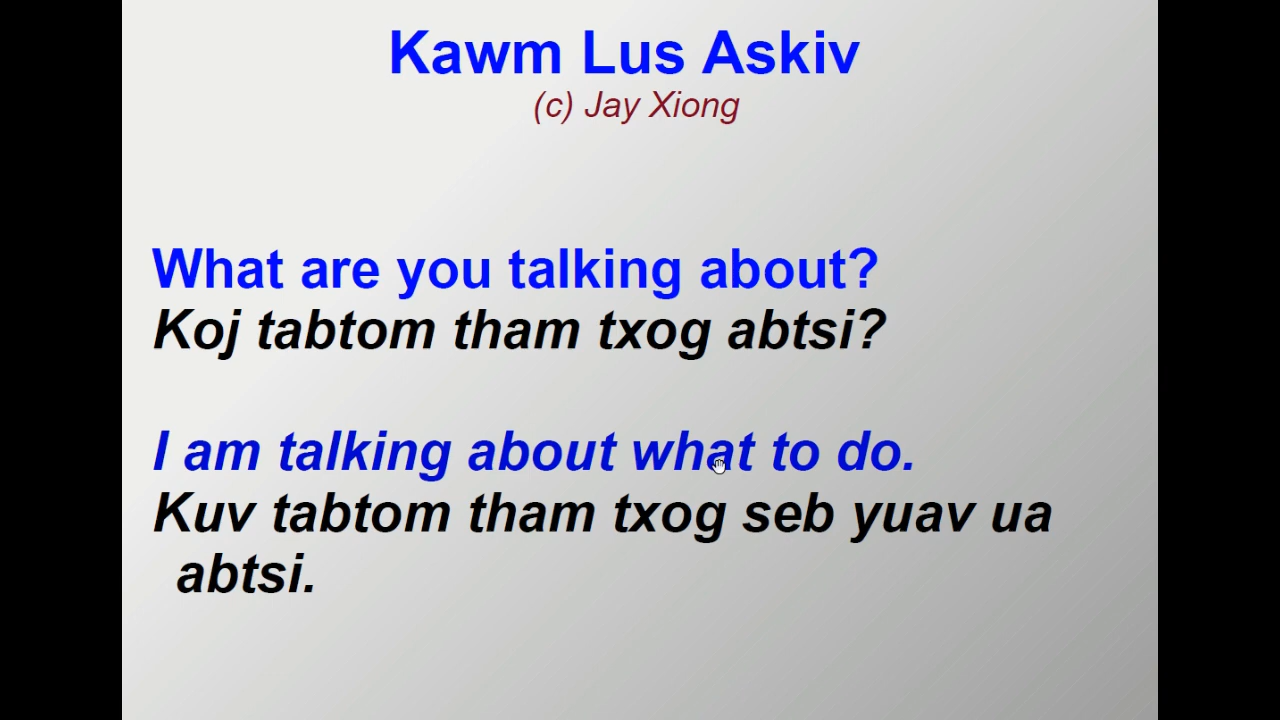 Kawm Lus Askiv
(c) Jay Xiong
What are you talking about?
Koj tabtom tham txog abtsi?
I am talking about what to do.
Kuv tabtom tham txog seb yuav ua
abtsi.